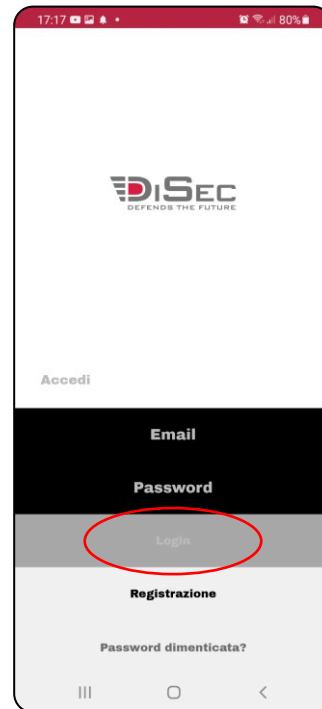 17:17 80%
DiSec
DEFENDS THE FUTURE
Accedi
Email
Password
Login
Registrazione
Password dimenticata?